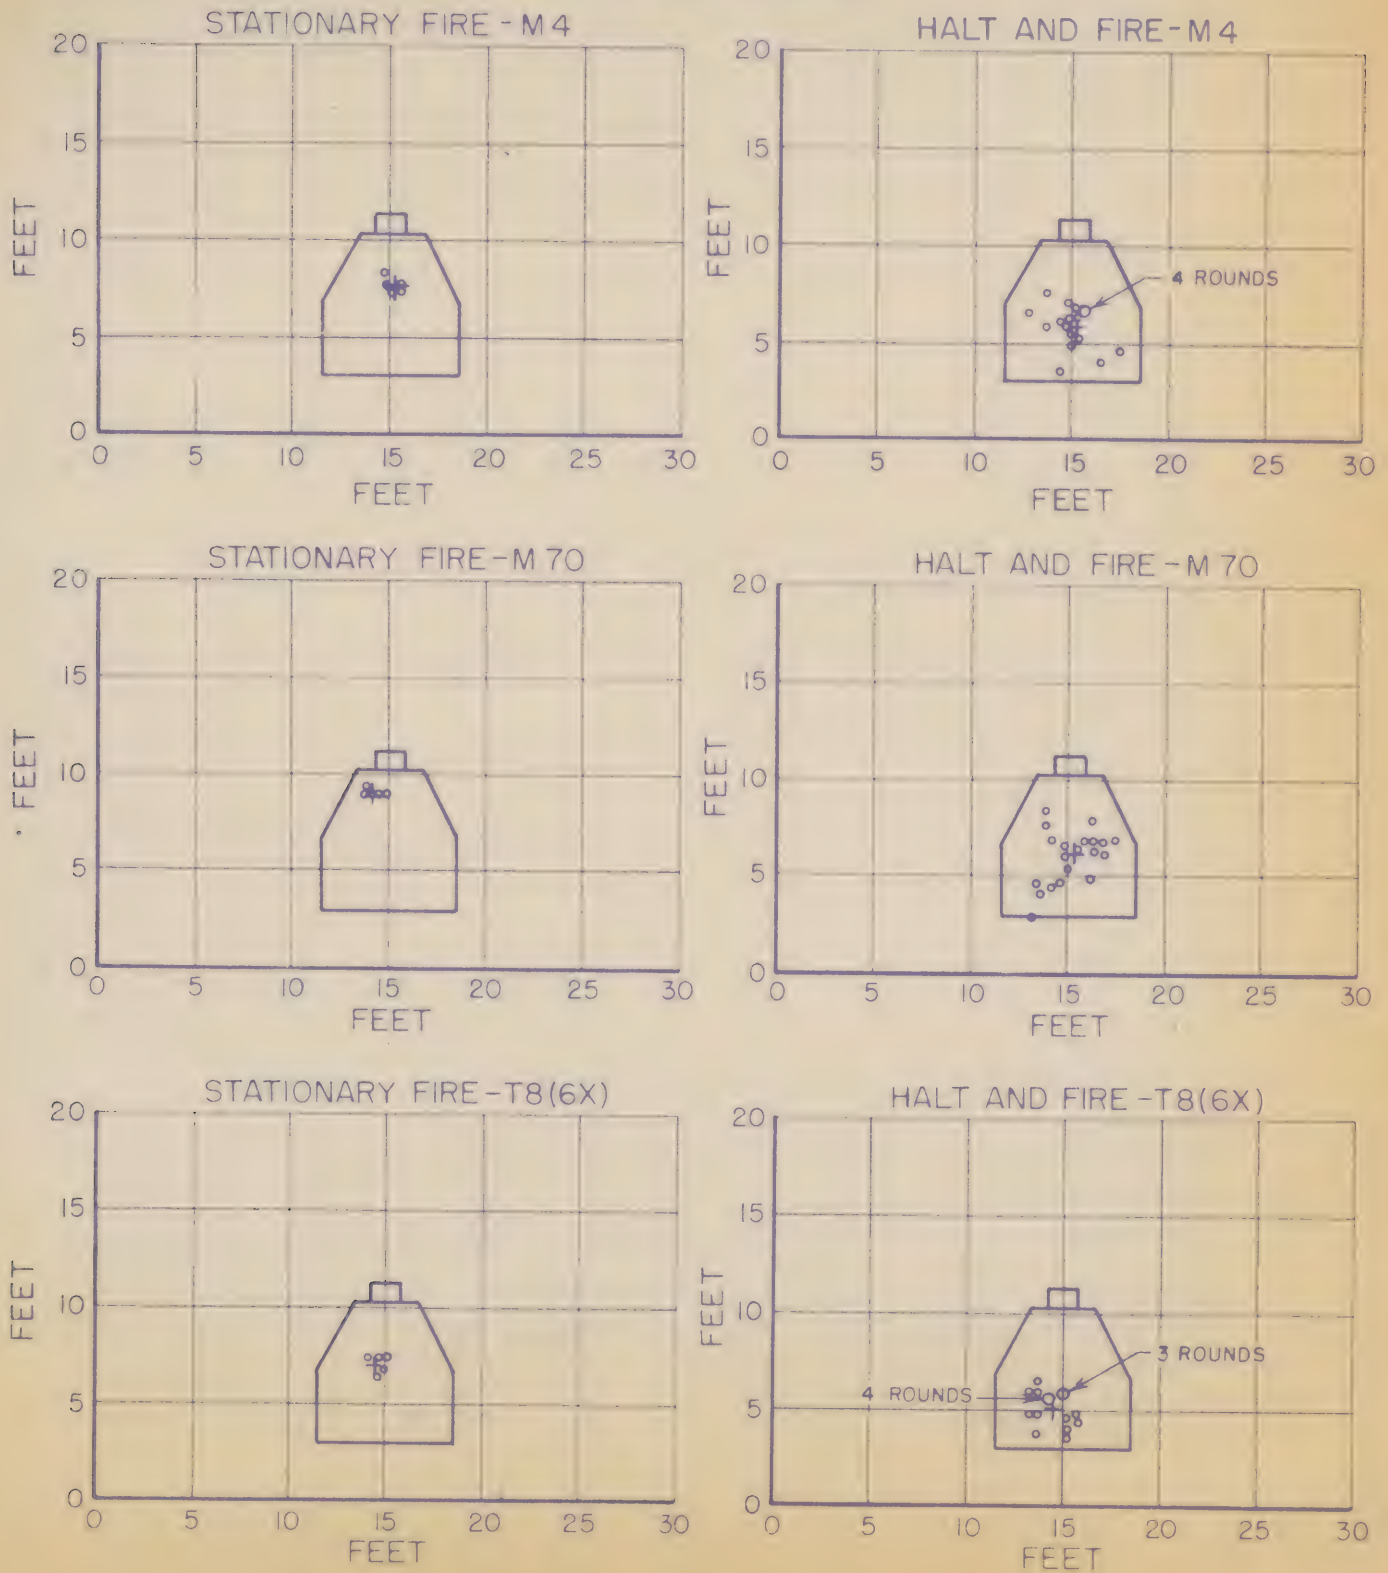 STATIONARY FIRE-M4
20
15
10
5
0
FEET
0 5 10 15 20 25 30
FEET
HALT AND FIRE-M4
20
15
10
5
0
FEET
4 ROUNDS
0 5 10 15 20 25 30
FEET
STATIONARY FIRE-M70
20
15
10
5
0
FEET
0 5 10 15 20 25 30
FEET
HALT AND FIRE-M70
20
15
10
5
0
FEET
0 5 10 15 20 25 30
FEET
STATIONARY FIRE-T8(6X)
20
15
10
5
0
FEET
0 5 10 15 20 25 30
FEET
HALT AND FIRE-T8(6X)
20
15
10
5
0
FEET
3 ROUNDS
4 ROUNDS
0 5 10 15 20 25 30
FEET